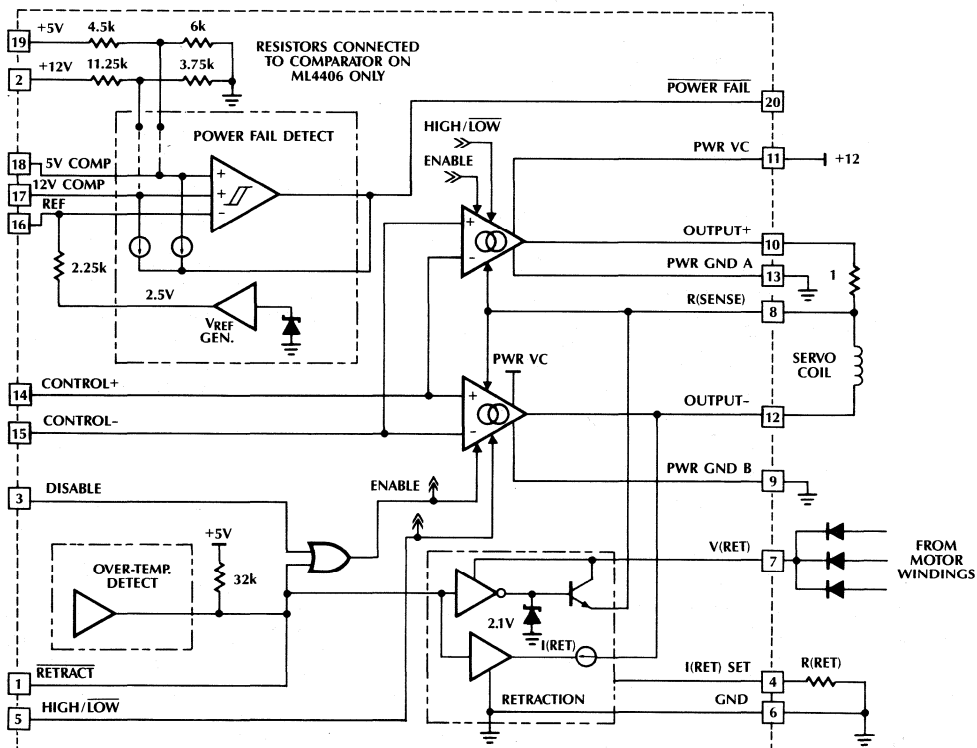 19 +5V 4.5k 6k
2 +12V 11.25k 3.75k
RESISTORS CONNECTED
TO COMPARATOR ON
ML4406 ONLY
POWER FAIL 20
POWER FAIL DETECT
HIGH/LOW
ENABLE
PWR VC 11 +12
18 5V COMP +
17 12V COMP +
16 REF -
+
-
OUTPUT+ 10
PWR GND A 13
1
2.25k
2.5V
VREF
GEN.
R(SENSE) 8
PWR VC
SERVO
COIL
14 CONTROL+ +
OUTPUT– 12
15 CONTROL– -
3 DISABLE
ENABLE
PWR GND B 9
+5V
OVER-TEMP.
DETECT
32k
V(RET) 7
FROM
MOTOR
WINDINGS
2.1V
I(RET)
1 RETRACT
I(RET) SET 4 R(RET)
RETRACTION
GND 6
5 HIGH/LOW